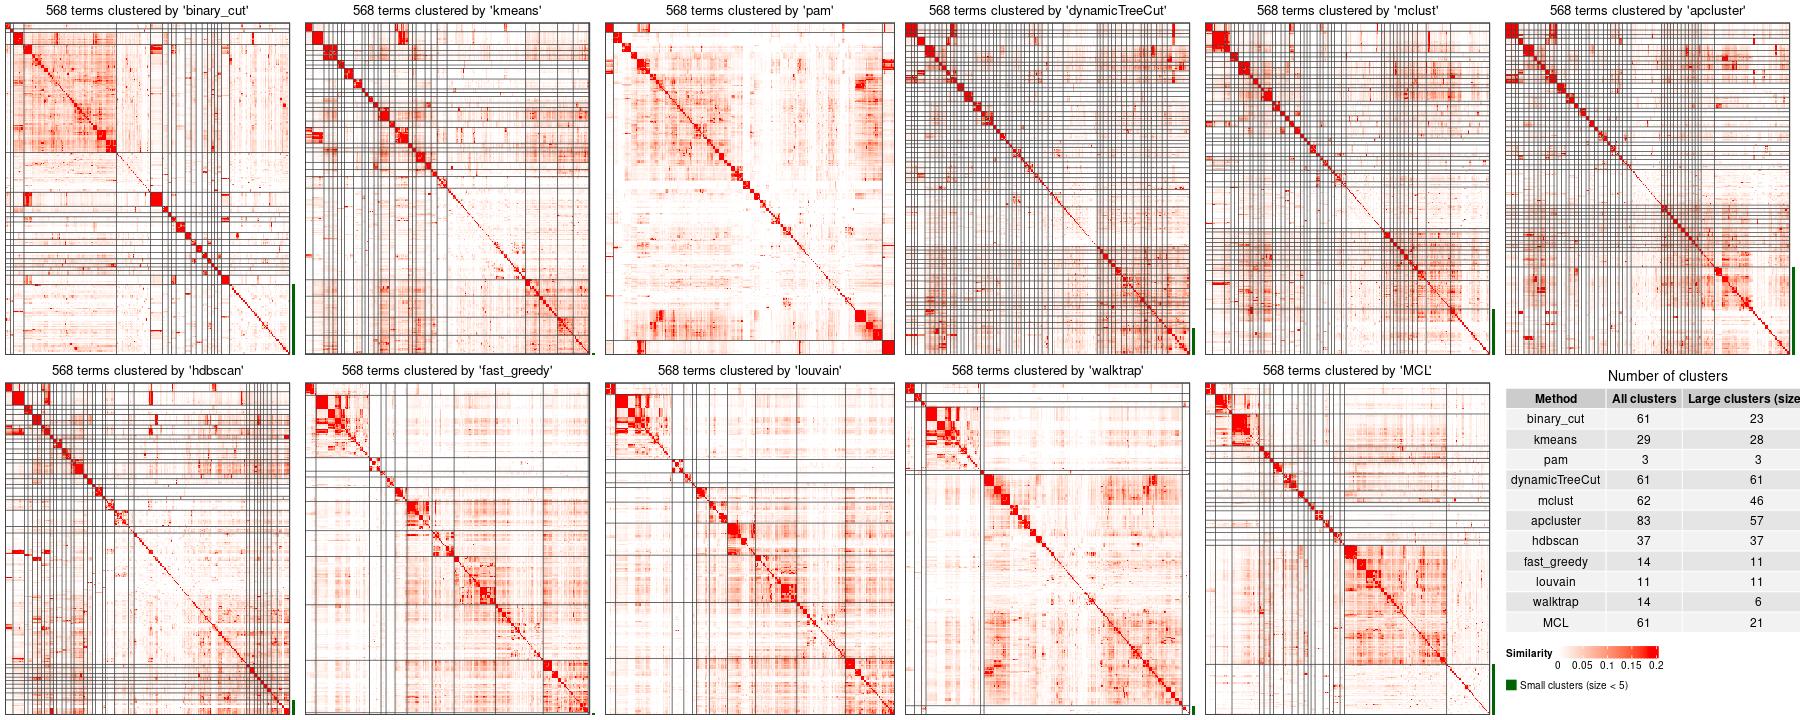 568 terms clustered by 'binary_cut'
568 terms clustered by 'kmeans'
568 terms clustered by 'pam'
568 terms clustered by 'dynamicTreeCut'
568 terms clustered by 'mclust'
568 terms clustered by 'apcluster'
568 terms clustered by 'hdbscan'
568 terms clustered by 'fast_greedy'
568 terms clustered by 'louvain'
568 terms clustered by 'walktrap'
568 terms clustered by 'MCL'
Number of clusters
Method All clusters Large clusters (size
binary_cut 61 23
kmeans 29 28
pam 3 3
dynamicTreeCut 61 61
mclust 62 46
apcluster 83 57
hdbscan 37 37
fast_greedy 14 11
louvain 11 11
walktrap 14 6
MCL 61 21
Similarity
0 0.05 0.1 0.15 0.2
Small clusters (size < 5)